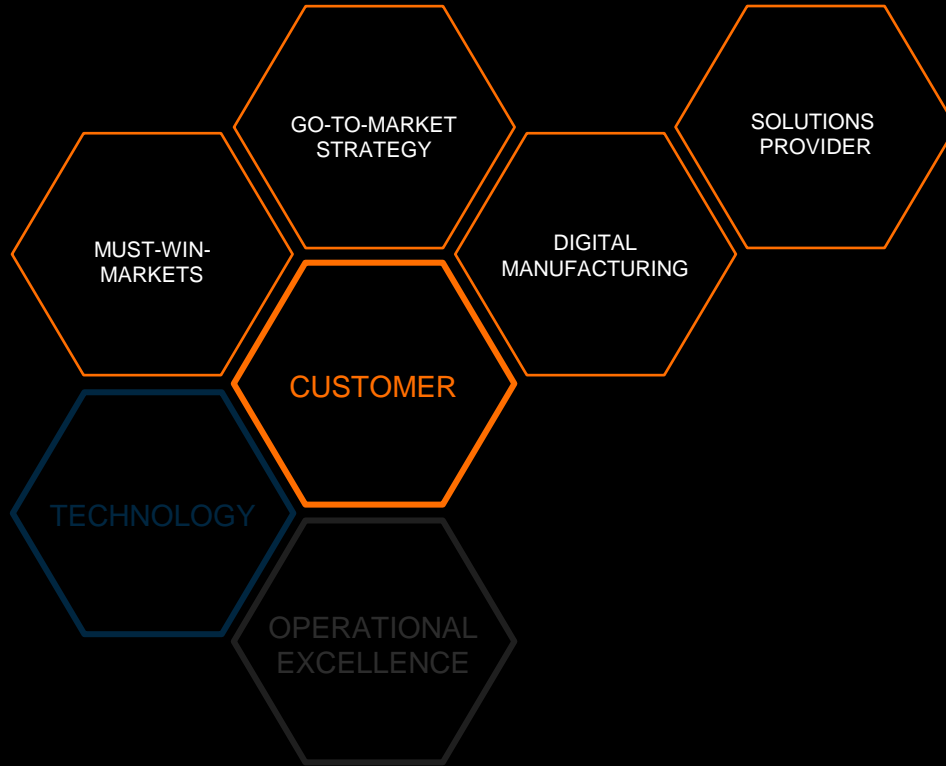 GO-TO-MARKET
STRATEGY
SOLUTIONS
PROVIDER
MUST-WIN-
MARKETS
DIGITAL
MANUFACTURING
CUSTOMER
TECHNOLOGY
OPERATIONAL
EXCELLENCE